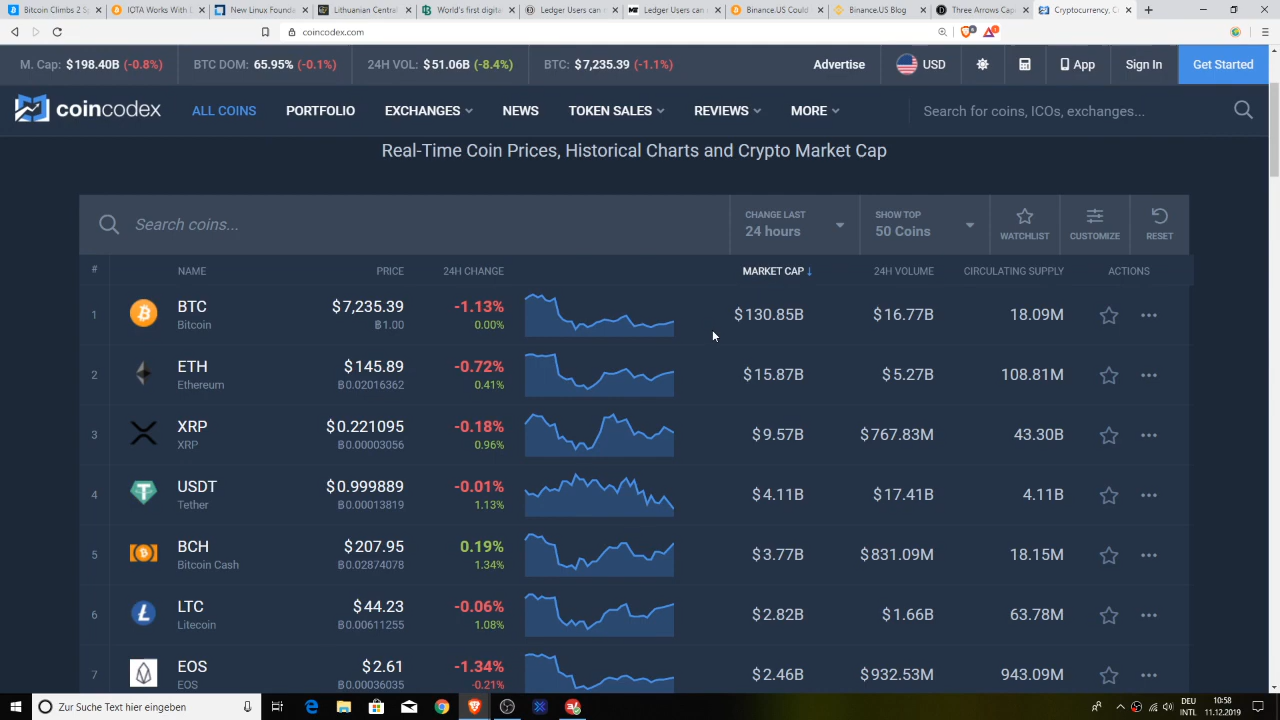 Bitcoin Climbs 2 S
IOTA Works With D
New Linux Founda
Lithuanian Central
World's first digital
Ledger Users can
Ledger Users can
Binance.US Could
Binance.US Blog
Three Arrows Cap
Cryptocurrency, C
coincodex.com
M. Cap: $198.40B (-0.8%) BTC DOM: 65.95% (-0.1%) 24H VOL: $51.06B (-8.4%) BTC: $7,235.39 (-1.1%) Advertise USD App Sign In Get Started
coincodex ALL COINS PORTFOLIO EXCHANGES NEWS TOKEN SALES REVIEWS MORE Search for coins, ICOs, exchanges...
Real-Time Coin Prices, Historical Charts and Crypto Market Cap
Search coins...
CHANGE LAST
24 hours
SHOW TOP
50 Coins
WATCHLIST
CUSTOMIZE
RESET
# NAME PRICE 24H CHANGE MARKET CAP ↓ 24H VOLUME CIRCULATING SUPPLY ACTIONS
1 BTC $7,235.39 -1.13% $130.85B $16.77B 18.09M
Bitcoin ฿1.00 0.00%
2 ETH $145.89 -0.72% $15.87B $5.27B 108.81M
Ethereum ฿0.02016362 0.41%
3 XRP $0.221095 -0.18% $9.57B $767.83M 43.30B
XRP ฿0.00003056 0.96%
4 USDT $0.999889 -0.01% $4.11B $17.41B 4.11B
Tether ฿0.00013819 1.13%
5 BCH $207.95 0.19% $3.77B $831.09M 18.15M
Bitcoin Cash ฿0.02874078 1.34%
6 LTC $44.23 -0.06% $2.82B $1.66B 63.78M
Litecoin ฿0.00611255 1.08%
7 EOS $2.61 -1.34% $2.46B $932.53M 943.09M
EOS ฿0.00036035 -0.21%
Zur Suche Text hier eingeben
DEU
INTL
10:58
11.12.2019